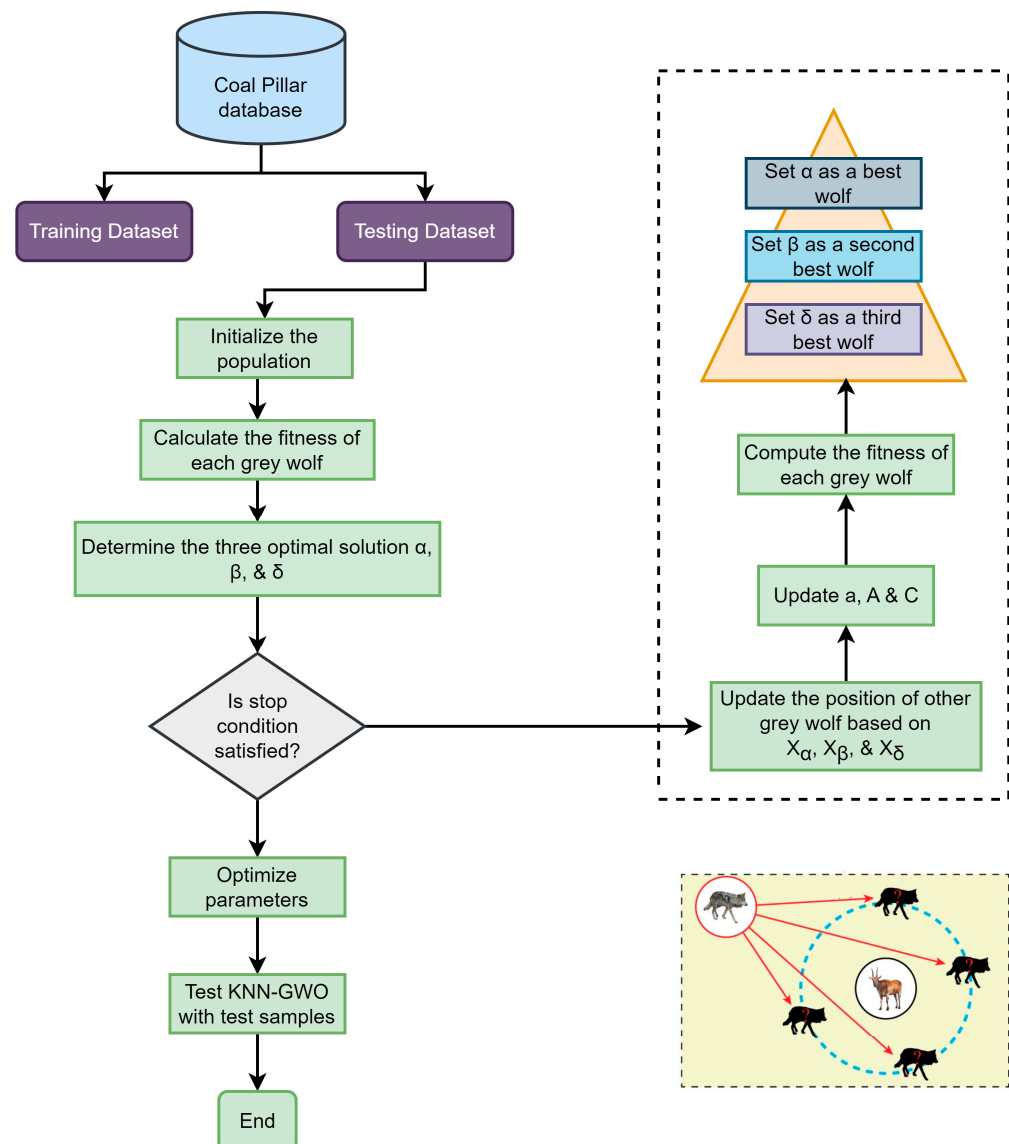 Coal Pillar
database
Training Dataset
Testing Dataset
Initialize the
population
Calculate the fitness of
each grey wolf
Determine the three optimal solution α,
β, & δ
Is stop
condition
satisfied?
Optimize
parameters
Test KNN-GWO
with test samples
End
Set α as a best
wolf
Set β as a second
best wolf
Set δ as a third
best wolf
Compute the fitness of
each grey wolf
Update a, A & C
Update the position of other
grey wolf based on
Xα, Xβ, & Xδ
?
?
?
?